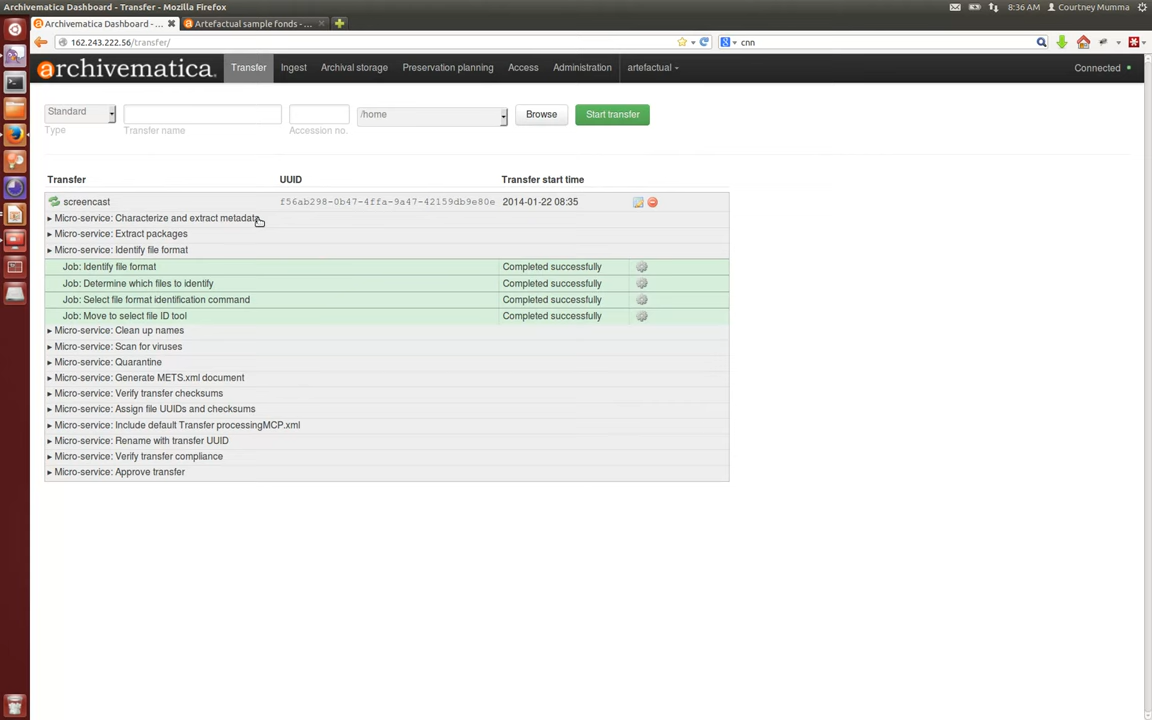 Archivematica Dashboard - Transfer - Mozilla Firefox
8:36 AM Courtney Mumma
Archivematica Dashboard - ... Artefactual sample fonds - ...
162.243.222.56/transfer/ cnn
archivematica Transfer Ingest Archival storage Preservation planning Access Administration artefactual Connected
Standard /home Browse Start transfer
Type Transfer name Accession no.
Transfer UUID Transfer start time
screencast f56ab298-0b47-4ffa-9a47-42159db9e80e 2014-01-22 08:35
Micro-service: Characterize and extract metadata
Micro-service: Extract packages
Micro-service: Identify file format
Job: Identify file format Completed successfully
Job: Determine which files to identify Completed successfully
Job: Select file format identification command Completed successfully
Job: Move to select file ID tool Completed successfully
Micro-service: Clean up names
Micro-service: Scan for viruses
Micro-service: Quarantine
Micro-service: Generate METS.xml document
Micro-service: Verify transfer checksums
Micro-service: Assign file UUIDs and checksums
Micro-service: Include default Transfer processingMCP.xml
Micro-service: Rename with transfer UUID
Micro-service: Verify transfer compliance
Micro-service: Approve transfer